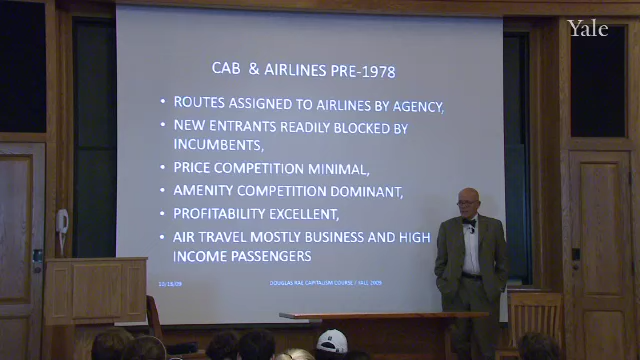 Yale
CAB & AIRLINES PRE-1978
• ROUTES ASSIGNED TO AIRLINES BY AGENCY,
• NEW ENTRANTS READILY BLOCKED BY
INCUMBENTS,
• PRICE COMPETITION MINIMAL,
• AMENITY COMPETITION DOMINANT,
• PROFITABILITY EXCELLENT,
• AIR TRAVEL MOSTLY BUSINESS AND HIGH
INCOME PASSENGERS
DOUGLAS RAE CAPITALISM COURSE / FALL 2009